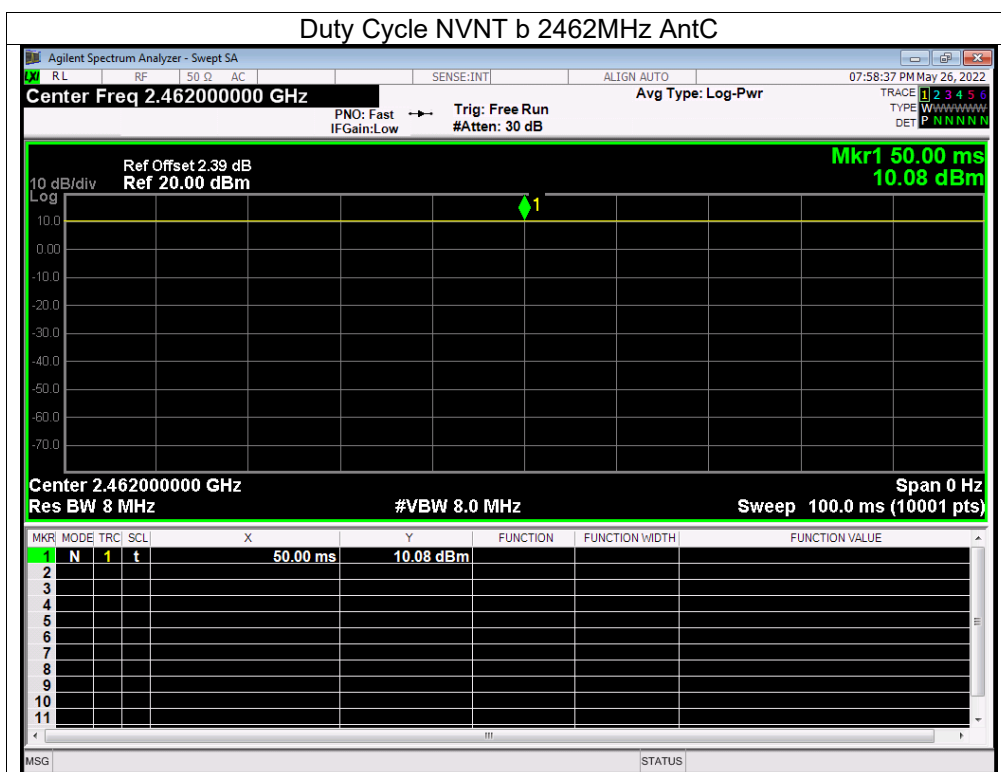 Duty Cycle NVNT b 2462MHz AntC
Agilent Spectrum Analyzer - Swept SA
LXI RL RF 50 Ω AC SENSE:INT ALIGN AUTO 07:58:37 PM May 26, 2022
Center Freq 2.462000000 GHz Avg Type: Log-Pwr TRACE 1 2 3 4 5 6
PNO: Fast Trig: Free Run TYPE WWWWWW
IFGain:Low #Atten: 30 dB DET P N N N N N
Mkr1 50.00 ms
Ref Offset 2.39 dB
10 dB/div Ref 20.00 dBm 10.08 dBm
Log
1
10.0
0.00
-10.0
-20.0
-30.0
-40.0
-50.0
-60.0
-70.0
Center 2.462000000 GHz Span 0 Hz
Res BW 8 MHz #VBW 8.0 MHz Sweep 100.0 ms (10001 pts)
MKR MODE TRC SCL X Y FUNCTION FUNCTION WIDTH FUNCTION VALUE
1 N 1 t 50.00 ms 10.08 dBm
2
3
4
5
6
7
8
9
10
11
MSG STATUS